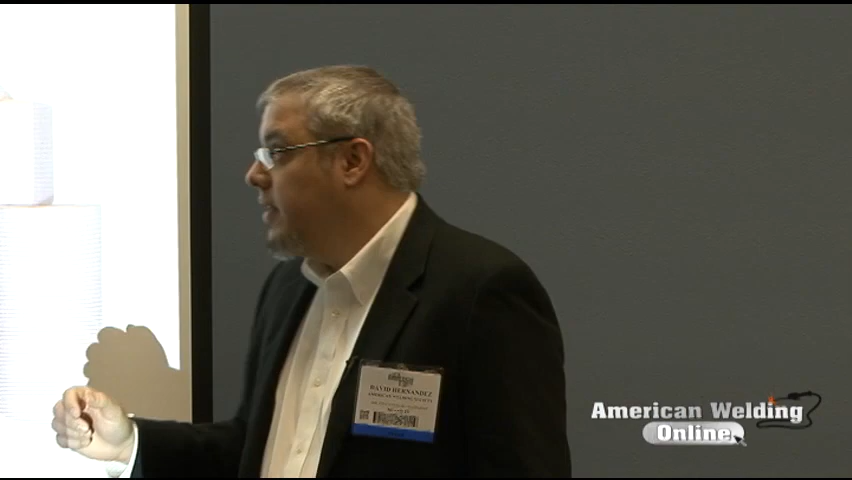 DAVID HERNANDEZ
AMERICAN WELDING SOCIETY
American Welding
Online